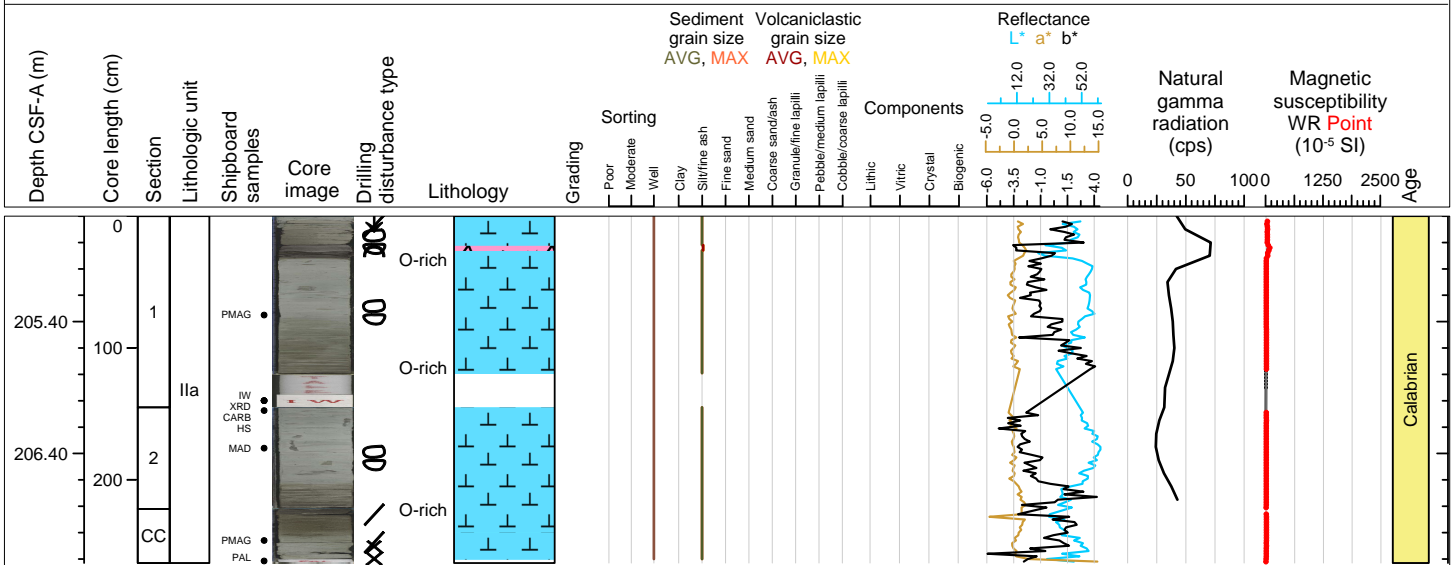 Depth CSF-A (m)
Core length (cm)
Section
Lithologic unit
Shipboard
samples
Core
image
Drilling
disturbance type
Lithology
Grading
Sorting
Poor
Moderate
Well
Sediment
grain size
AVG, MAX
Volcaniclastic
grain size
AVG, MAX
Clay
Silt/fine ash
Fine sand
Medium sand
Coarse sand/ash
Granule/fine lapilli
Pebble/medium lapilli
Cobble/coarse lapilli
Components
Lithic
Vitric
Crystal
Biogenic
Reflectance
L* a* b*
12.0 32.0 52.0
-5.0 0.0 5.0 10.0 15.0
-6.0 -3.5 -1.0 1.5 4.0
Natural
gamma
radiation
(cps)
0 50 100
Magnetic
susceptibility
WR Point
(10-5 SI)
0 1250 2500
Age
0
O-rich
1
PMAG
205.40
100
O-rich
IIa
IW
I W
XRD
CARB
HS
Calabrian
MAD
206.40
2
200
O-rich
CC
PMAG
PAL